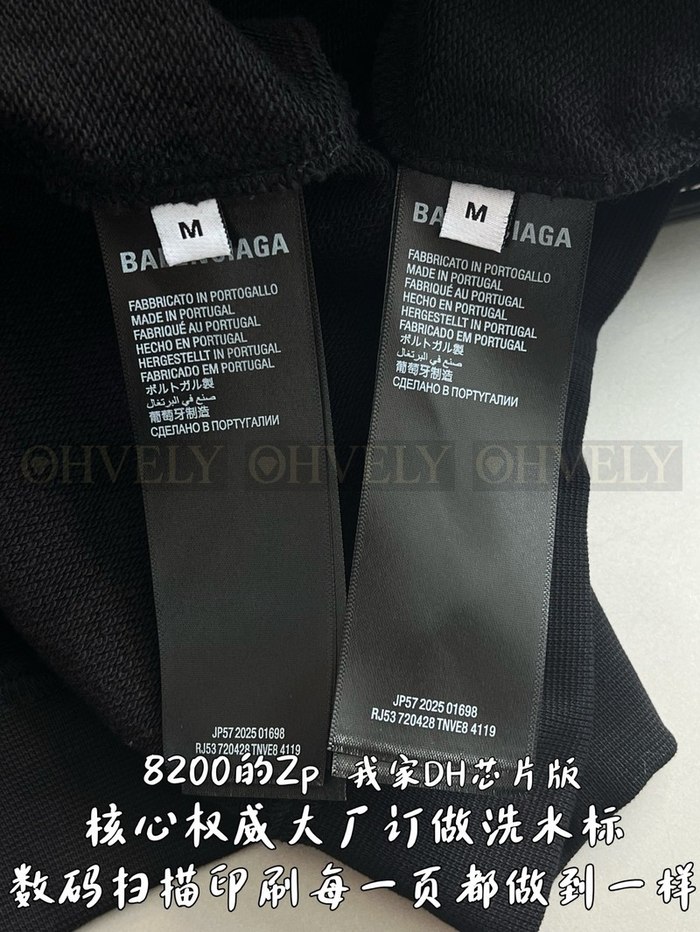 M
BALENCIAGA
FABBRICATO IN PORTOGALLO
MADE IN PORTUGAL
FABRIQUÉ AU PORTUGAL
HECHO EN PORTUGAL
HERGESTELLT IN PORTUGAL
FABRICADO EM PORTUGAL
ポルトガル製
صنع في البرتغال
葡萄牙制造
СДЕЛАНО В ПОРТУГАЛИИ
JP57 2025 01698
RJ53 720428 TNVE8 4119
M
BA IAGA
FABBRICATO IN PORTOGALLO
MADE IN PORTUGAL
FABRIQUÉ AU PORTUGAL
HECHO EN PORTUGAL
HERGESTELLT IN PORTUGAL
FABRICADO EM PORTUGAL
ポルトガル製
صنع في البرتغال
葡萄牙制造
СДЕЛАНО В ПОРТУГАЛИИ
JP57 2025 01698
RJ53 720428 TNVE8 4119
OHVELY OHVELY OHVELY
8200的Zp 我家DH芯片版
核心权威大厂订做洗水标
数码扫描印刷每一页都做到一样